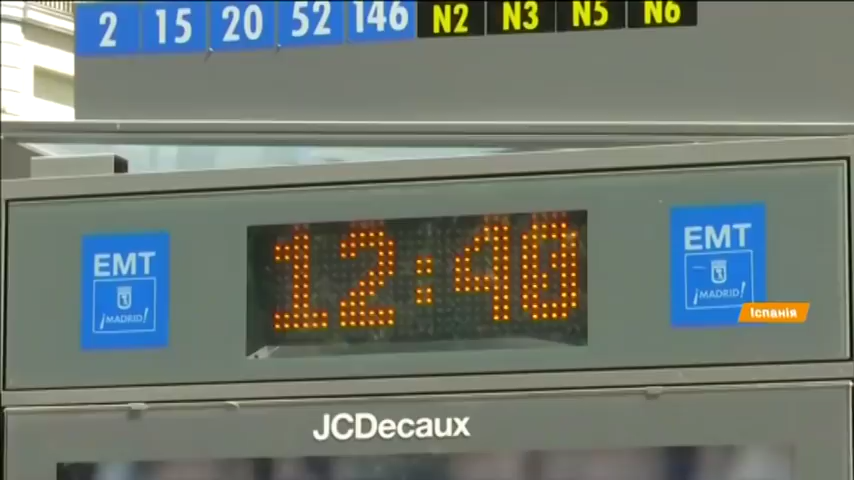 2 15 20 52 146 N2 N3 N5 N6
EMT
¡MADRID!
12:40
EMT
¡MADRID!
Іспанія
JCDecaux